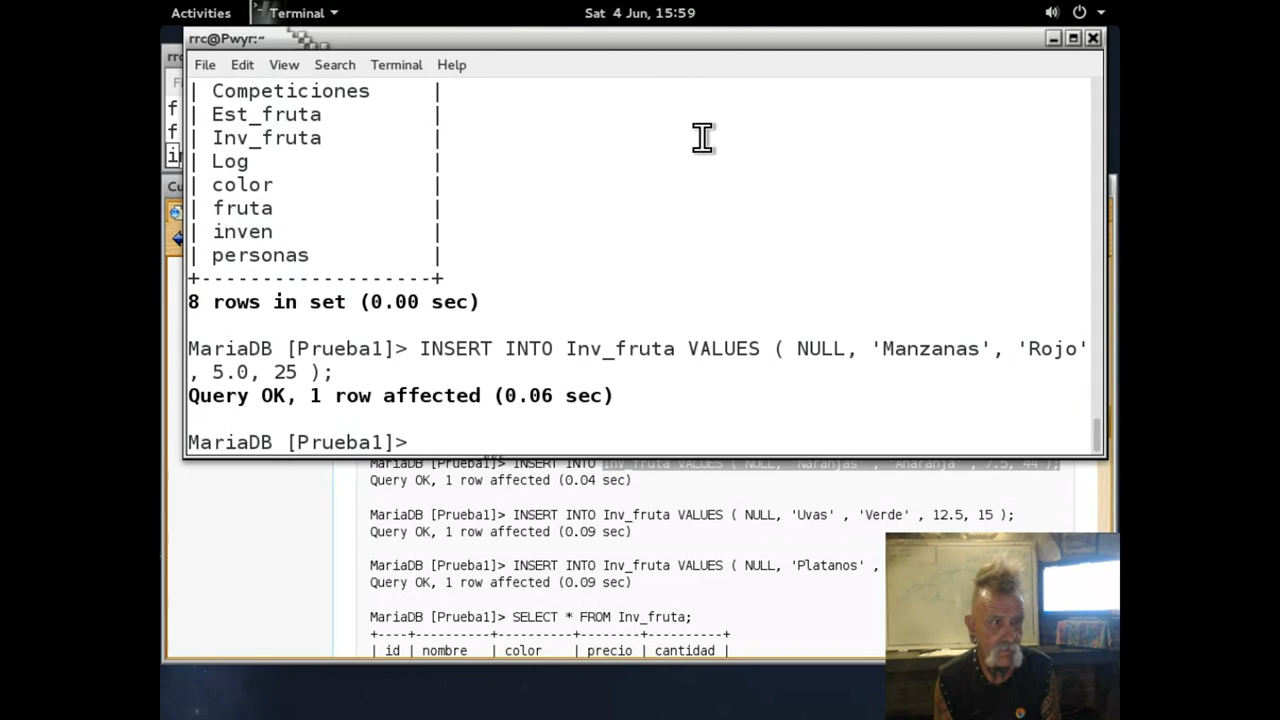 Activities Terminal Sat 4 Jun, 15:59
rrc@Pwyr:~
File Edit View Search Terminal Help
| Competiciones |
| Est_fruta |
| Inv_fruta |
| Log |
| color |
| fruta |
| inven |
| personas |
+-------------------+
8 rows in set (0.00 sec)
MariaDB [Prueba1]> INSERT INTO Inv_fruta VALUES ( NULL, 'Manzanas', 'Rojo'
, 5.0, 25 );
Query OK, 1 row affected (0.06 sec)
MariaDB [Prueba1]>
MariaDB [Prueba1]> INSERT INTO Inv_fruta VALUES ( NULL, 'Naranjas' , 'Anaranja' , 7.5, 44 );
Query OK, 1 row affected (0.04 sec)
MariaDB [Prueba1]> INSERT INTO Inv_fruta VALUES ( NULL, 'Uvas' , 'Verde' , 12.5, 15 );
Query OK, 1 row affected (0.09 sec)
MariaDB [Prueba1]> INSERT INTO Inv_fruta VALUES ( NULL, 'Platanos' ,
Query OK, 1 row affected (0.09 sec)
MariaDB [Prueba1]> SELECT * FROM Inv_fruta;
+----+----------+----------+--------+----------+
| id | nombre | color | precio | cantidad |